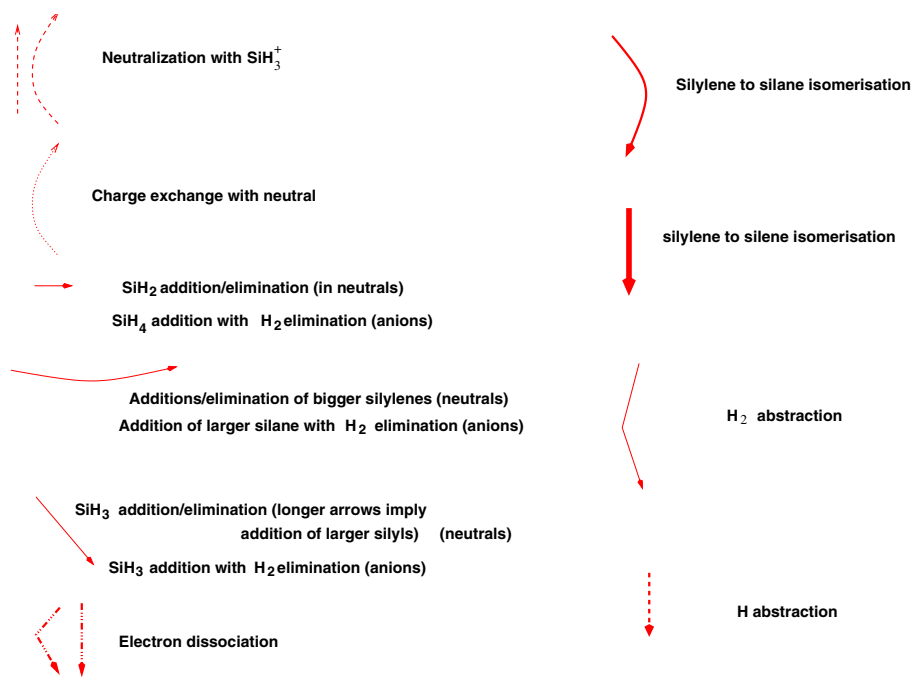 Neutralization with SiH₃⁺
Charge exchange with neutral
SiH₂ addition/elimination (in neutrals)
SiH₄ addition with H₂ elimination (anions)
Additions/elimination of bigger silylenes (neutrals)
Addition of larger silane with H₂ elimination (anions)
SiH₃ addition/elimination (longer arrows imply
addition of larger silyls) (neutrals)
SiH₃ addition with H₂ elimination (anions)
Electron dissociation
Silylene to silane isomerisation
silylene to silene isomerisation
H₂ abstraction
H abstraction